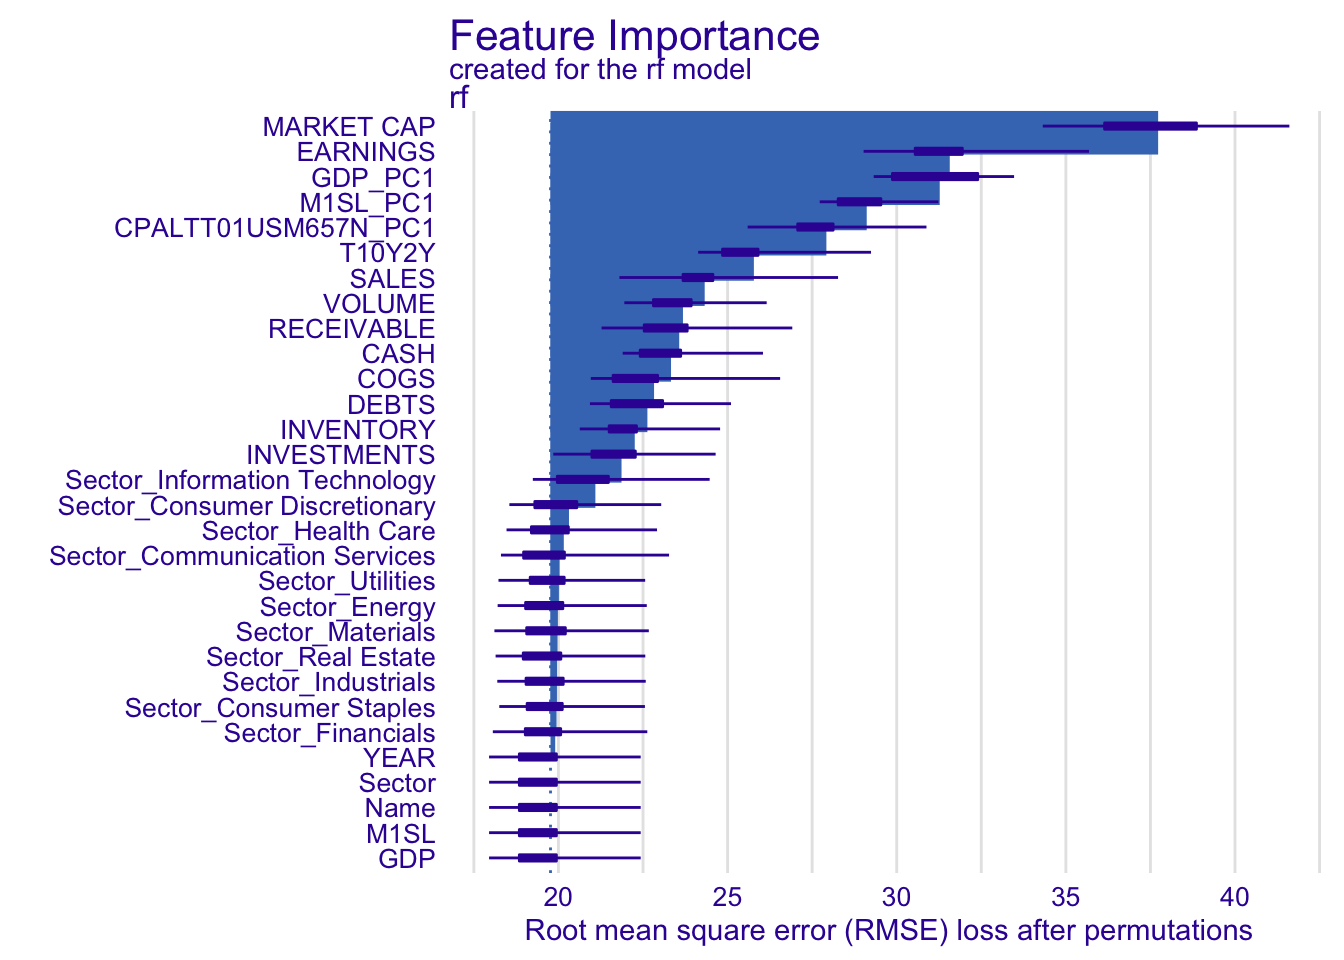 Feature Importance
created for the rf model
rf
MARKET CAP
EARNINGS
GDP_PC1
M1SL_PC1
CPALTT01USM657N_PC1
T10Y2Y
SALES
VOLUME
RECEIVABLE
CASH
COGS
DEBTS
INVENTORY
INVESTMENTS
Sector_Information Technology
Sector_Consumer Discretionary
Sector_Health Care
Sector_Communication Services
Sector_Utilities
Sector_Energy
Sector_Materials
Sector_Real Estate
Sector_Industrials
Sector_Consumer Staples
Sector_Financials
YEAR
Sector
Name
M1SL
GDP
20 25 30 35 40
Root mean square error (RMSE) loss after permutations